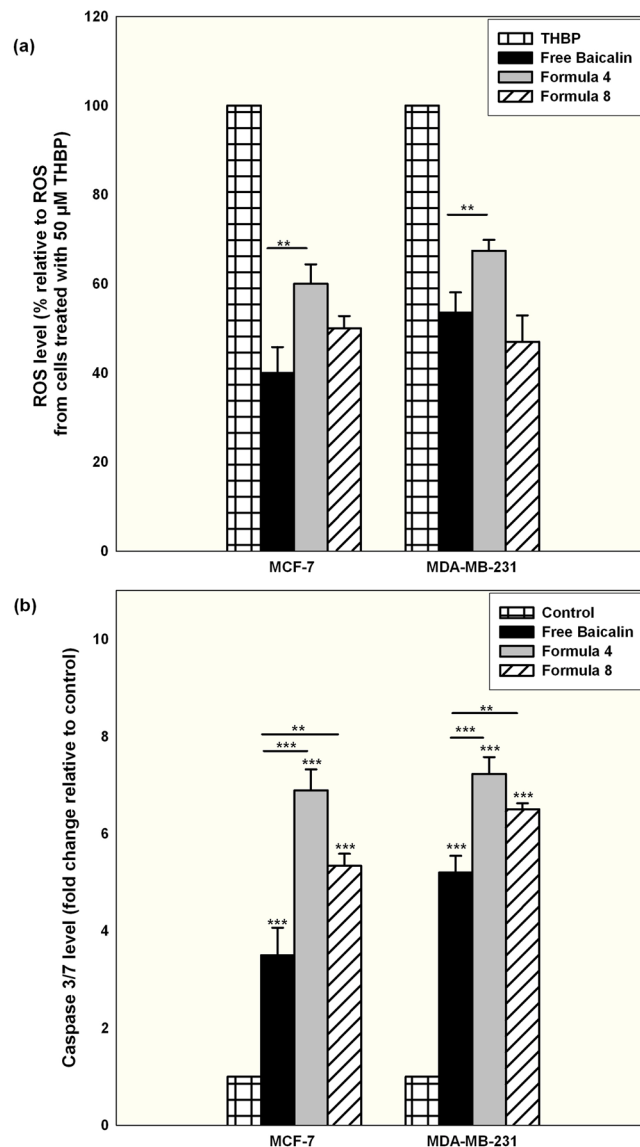 (a)
120
100
80
60
40
20
0
ROS level (% relative to ROS
from cells treated with 50 µM THBP)
THBP
Free Baicalin
Formula 4
Formula 8
**
**
MCF-7
MDA-MB-231
(b)
10
8
6
4
2
0
Caspase 3/7 level (fold change relative to control)
Control
Free Baicalin
Formula 4
Formula 8
**
***
***
***
***
**
***
***
***
***
MCF-7
MDA-MB-231